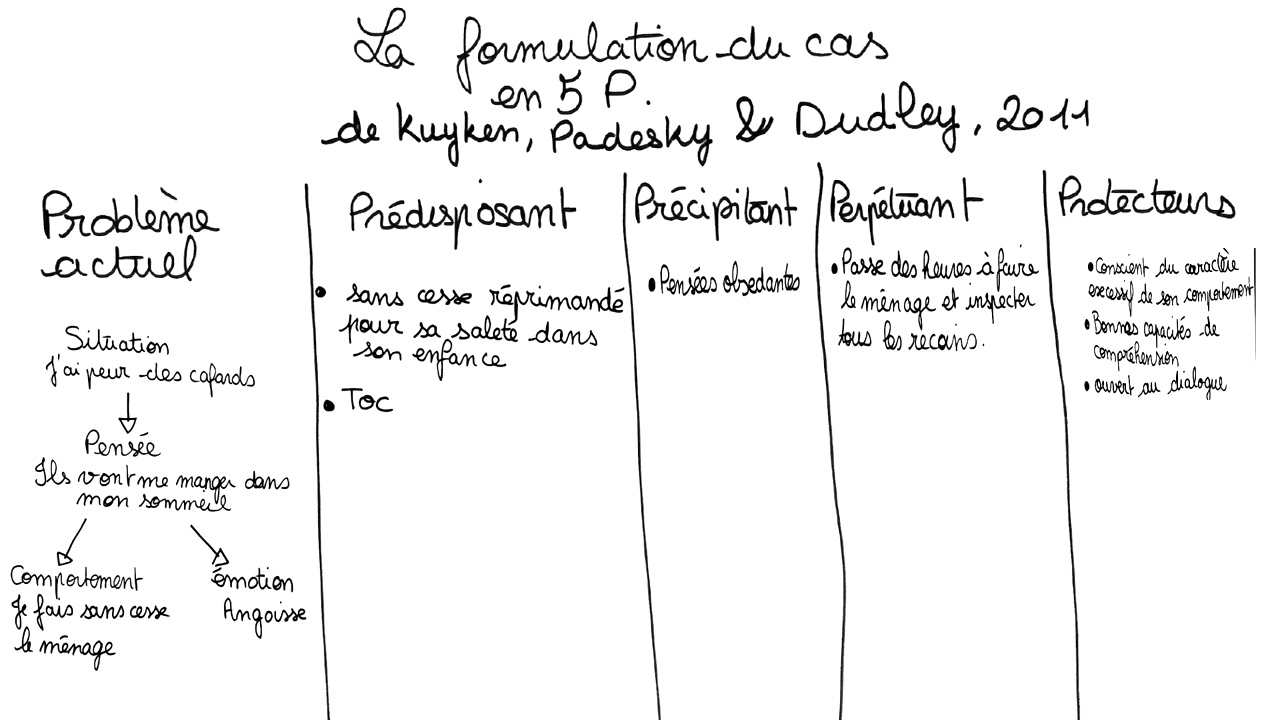 La formulation du cas
en 5 P.
de Kuyken, Padesky & Dudley, 2011
Problème
actuel
Situation
J'ai peur des cafards
Pensée
Ils vont me manger dans
mon sommeil
Comportement
Je fais sans cesse
le ménage
émotion
Angoisse
Prédisposant
• sans cesse réprimandé
pour sa saleté dans
son enfance
• Toc
Précipitant
• Pensées obsedantes
Perpétuant
• Passe des heures à faire
le ménage et inspecter
tous les recoins.
Protecteurs
• Conscient du caractère
excessif de son comportement
• Bonnes capacités de
compréhension
• ouvert au dialogue